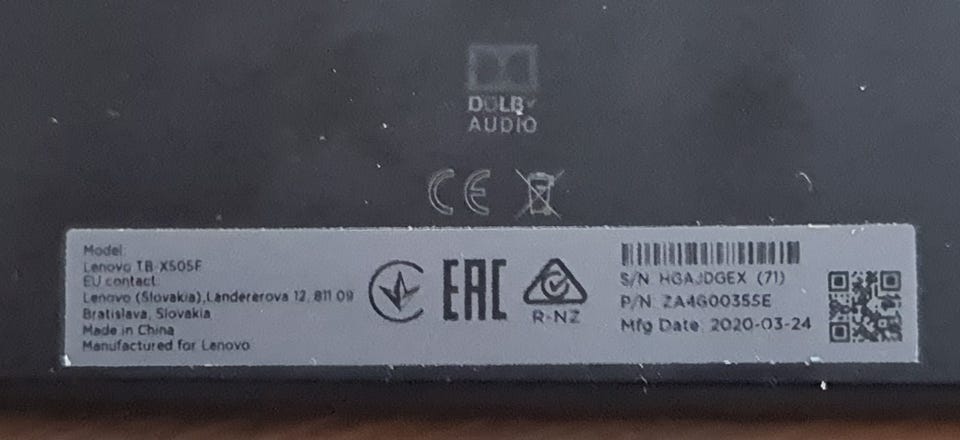 DOLBY
AUDIO
CE
Model:
Lenovo TB-X505F
EU contact:
Lenovo (Slovakia),Landererova 12, 811 09
Bratislava, Slovakia
Made in China
Manufactured for Lenovo
EAC
R-NZ
S/N: HGAJDGEX (71)
P/N: ZA4G0035SE
Mfg Date: 2020-03-24